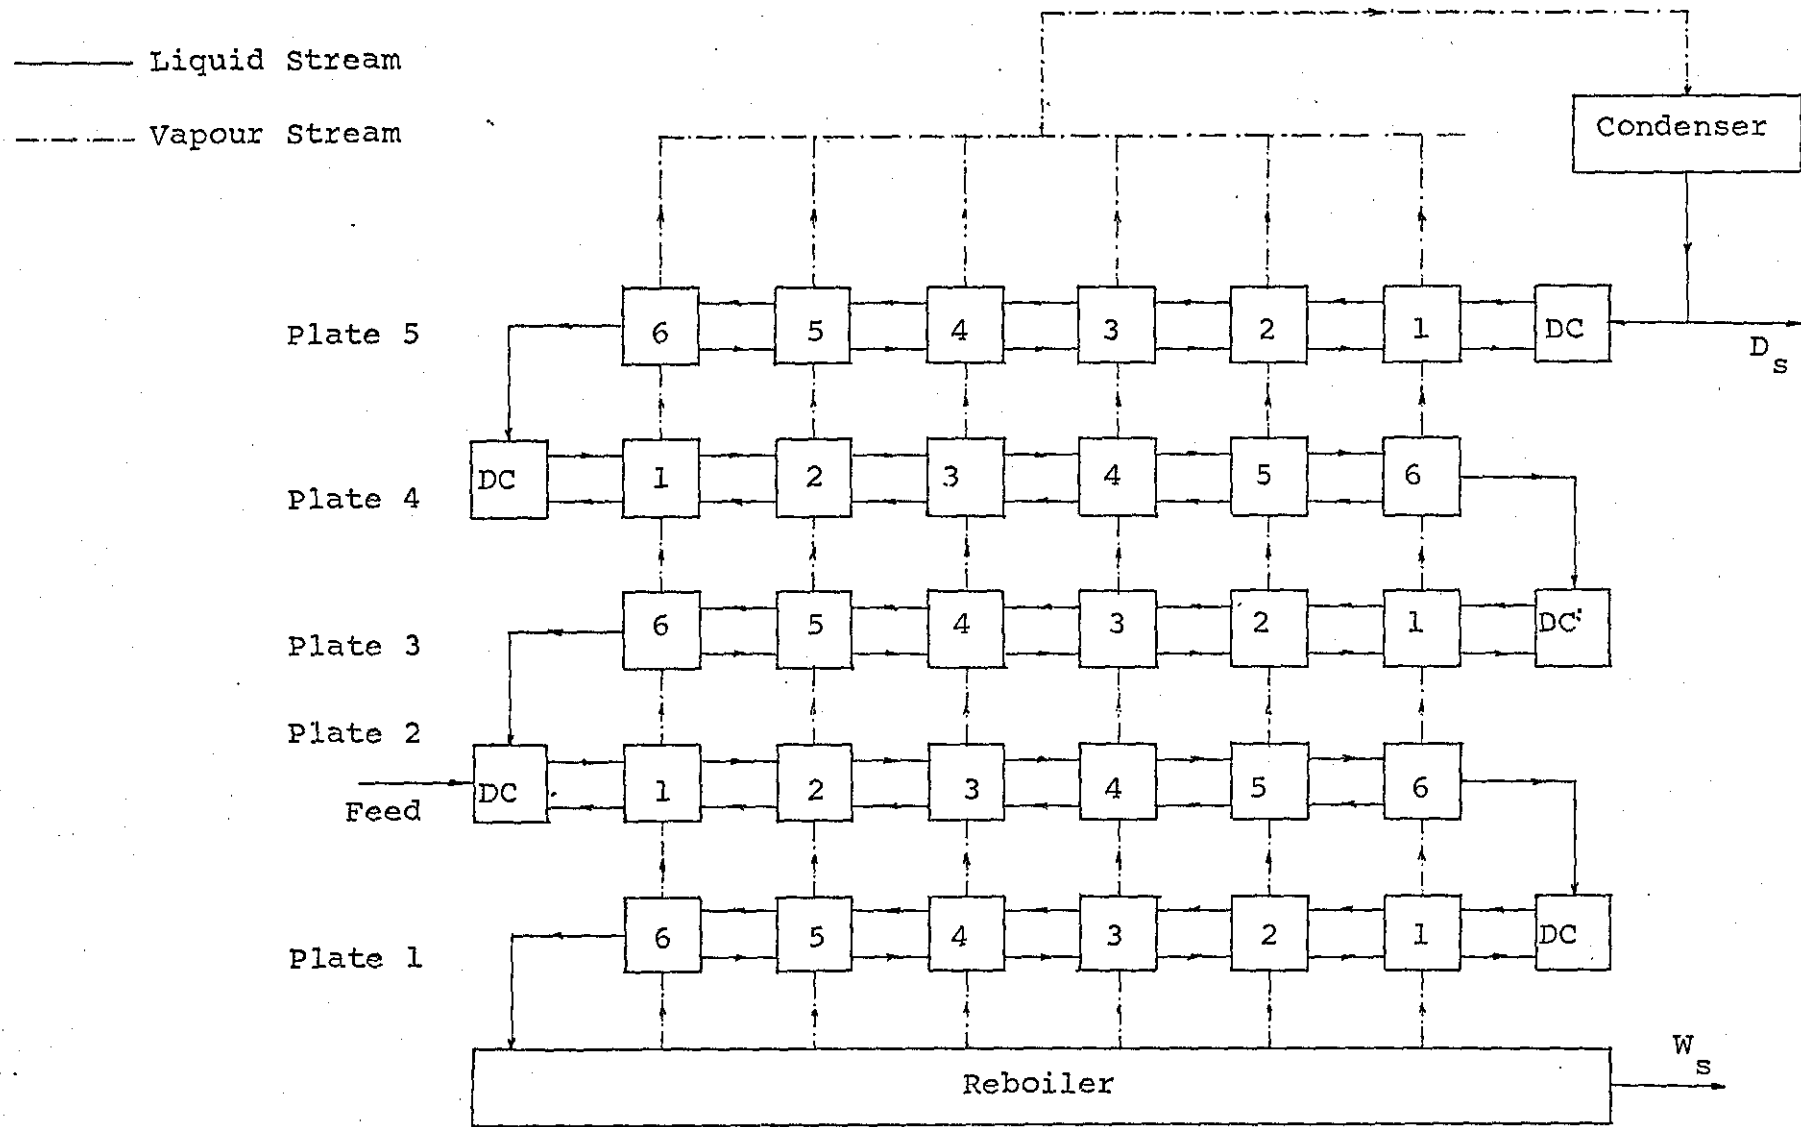 Liquid Stream
Vapour Stream
Condenser
Plate 5
6 5 4 3 2 1 DC
D s
Plate 4
DC 1 2 3 4 5 6
Plate 3
6 5 4 3 2 1 DC
Plate 2
DC 1 2 3 4 5 6
Feed
Plate 1
6 5 4 3 2 1 DC
Reboiler
W s